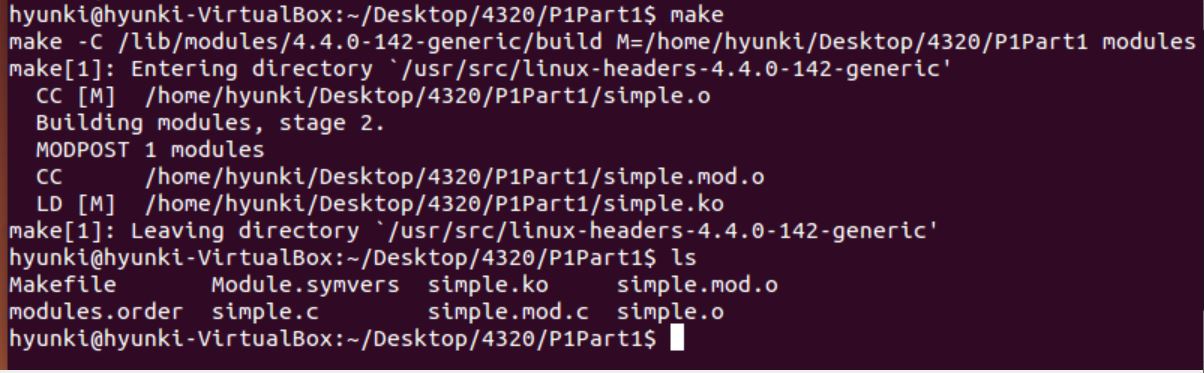 hyunki@hyunki-VirtualBox:~/Desktop/4320/P1Part1$ make
make -C /lib/modules/4.4.0-142-generic/build M=/home/hyunki/Desktop/4320/P1Part1 modules
make[1]: Entering directory `/usr/src/linux-headers-4.4.0-142-generic'
  CC [M]  /home/hyunki/Desktop/4320/P1Part1/simple.o
  Building modules, stage 2.
  MODPOST 1 modules
  CC      /home/hyunki/Desktop/4320/P1Part1/simple.mod.o
  LD [M]  /home/hyunki/Desktop/4320/P1Part1/simple.ko
make[1]: Leaving directory `/usr/src/linux-headers-4.4.0-142-generic'
hyunki@hyunki-VirtualBox:~/Desktop/4320/P1Part1$ ls
Makefile       Module.symvers  simple.ko     simple.mod.o
modules.order  simple.c        simple.mod.c  simple.o
hyunki@hyunki-VirtualBox:~/Desktop/4320/P1Part1$